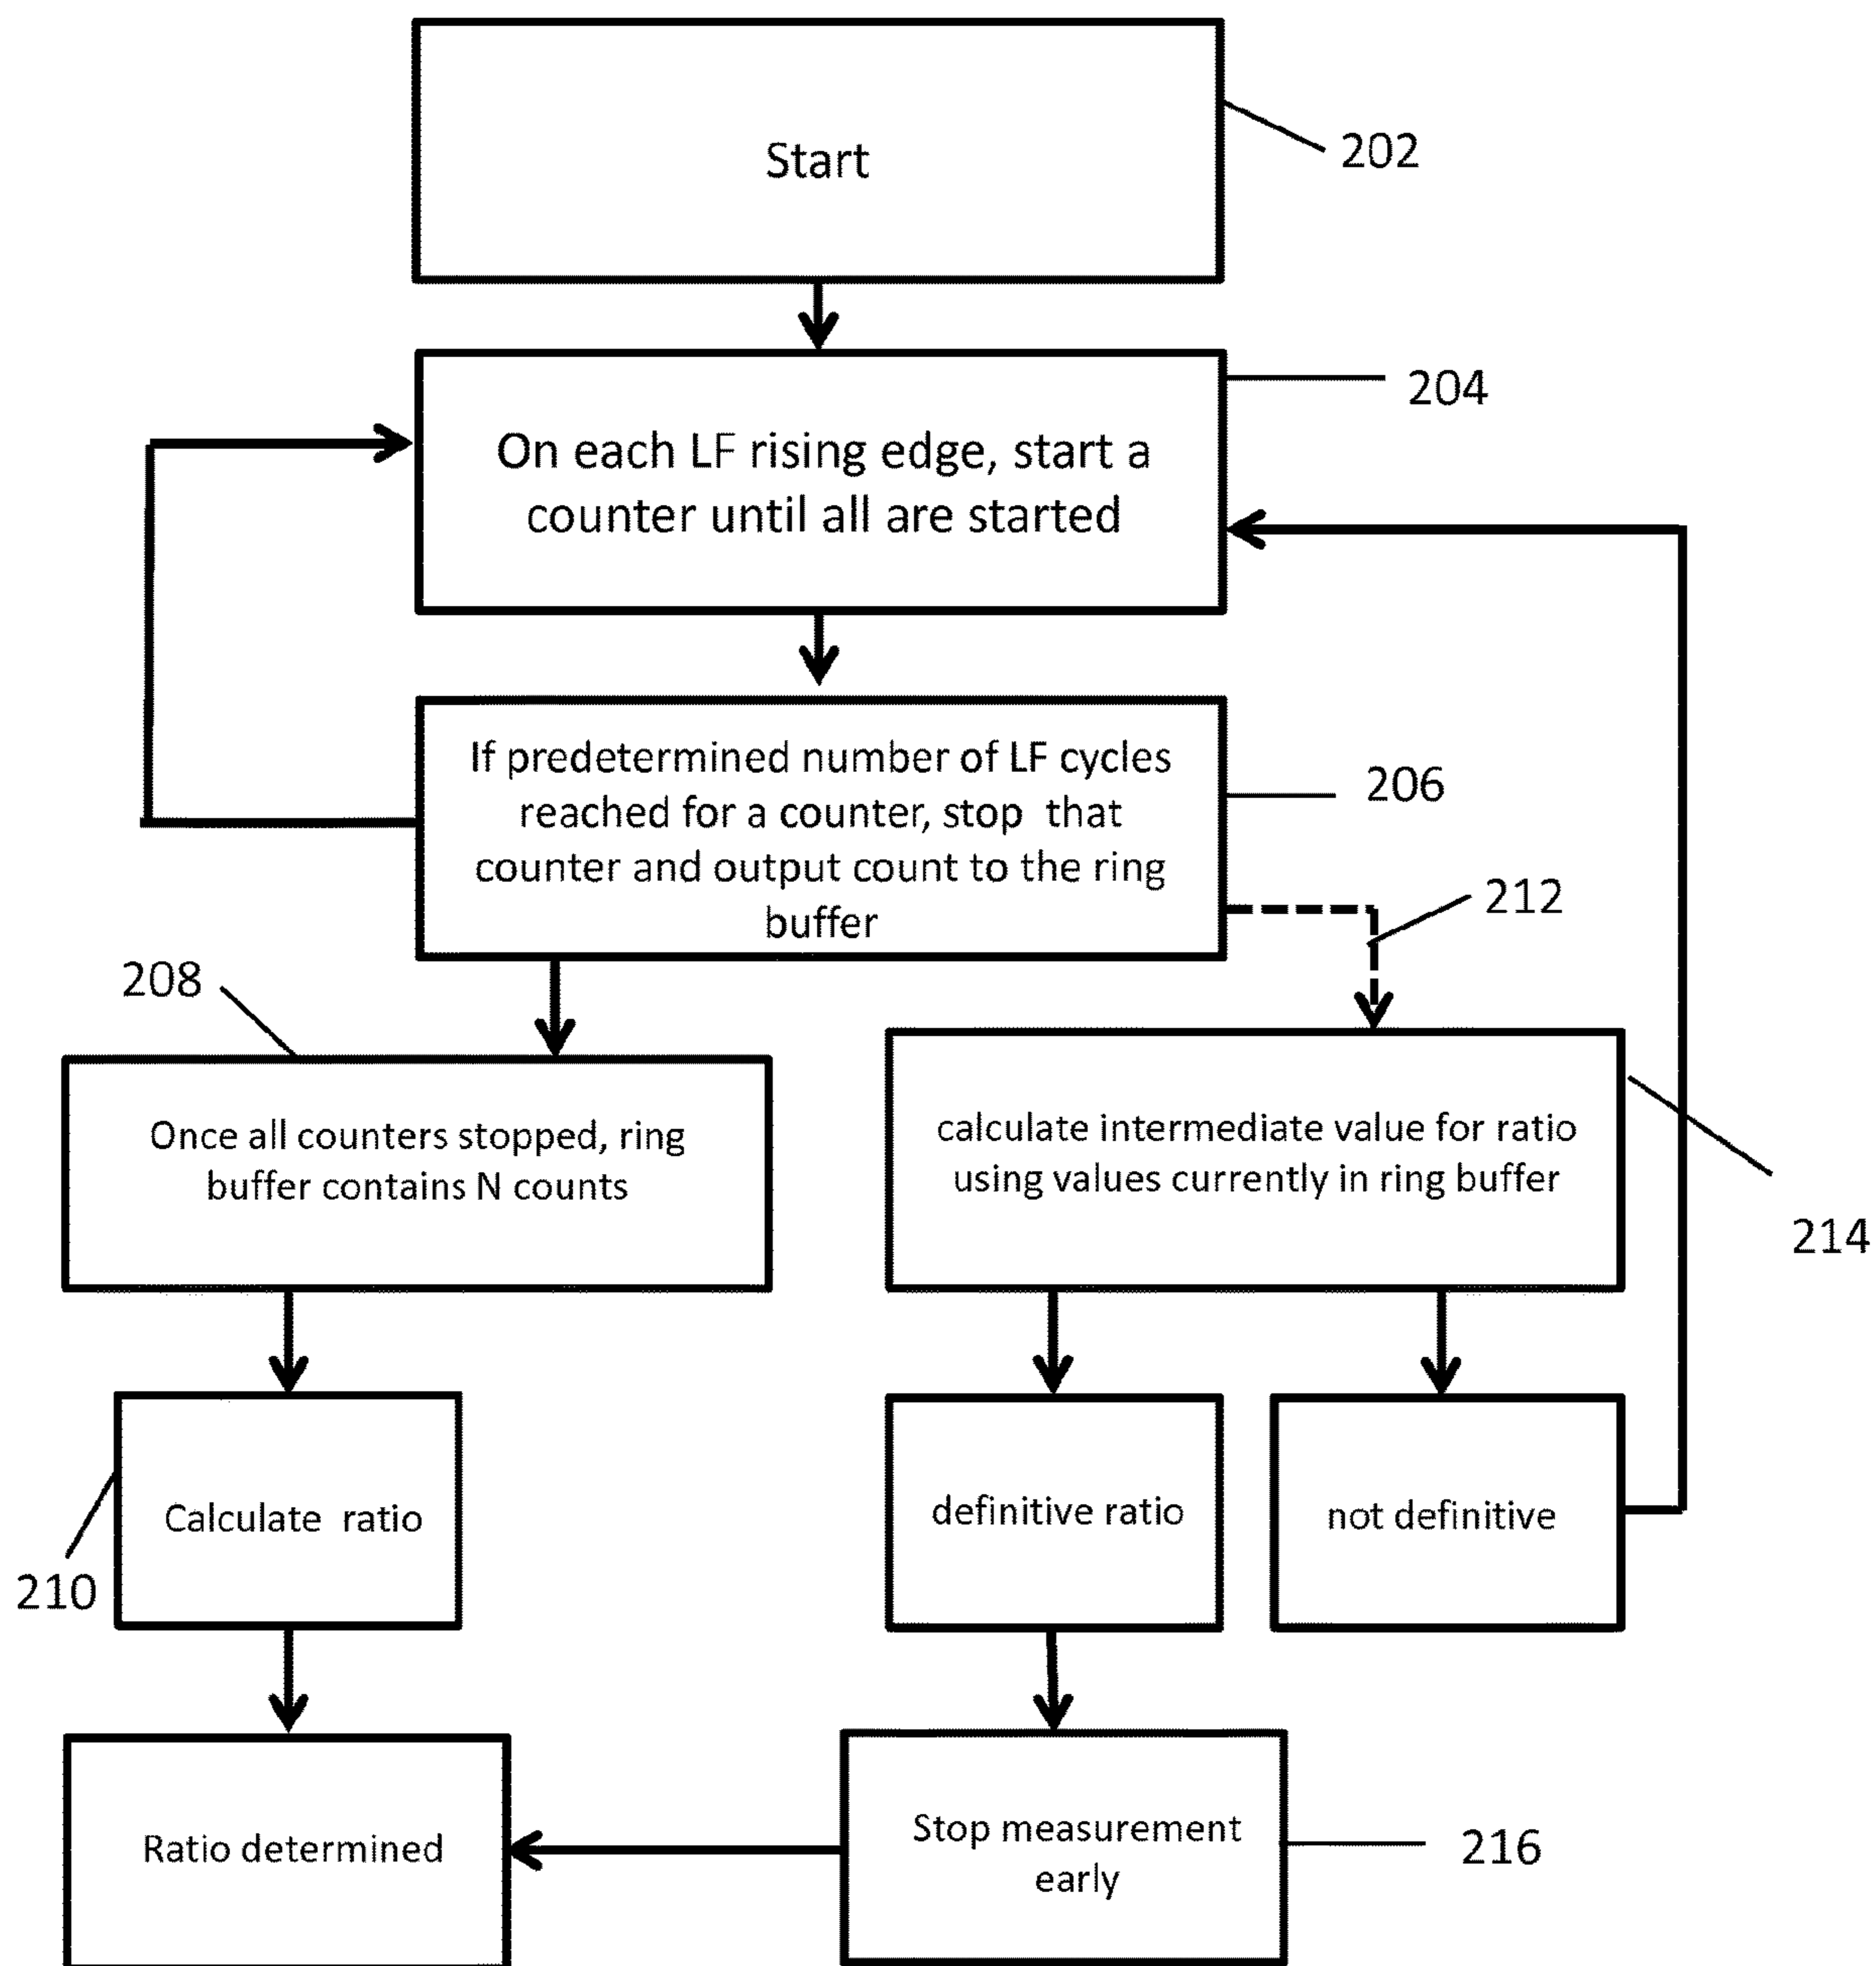 Start
202
204
On each LF rising edge, start a
counter until all are started
If predetermined number of LF cycles
reached for a counter, stop that
counter and output count to the ring
buffer
206
212
208
Once all counters stopped, ring
buffer contains N counts
calculate intermediate value for ratio
using values currently in ring buffer
214
Calculate ratio
210
definitive ratio
not definitive
Ratio determined
Stop measurement
early
216